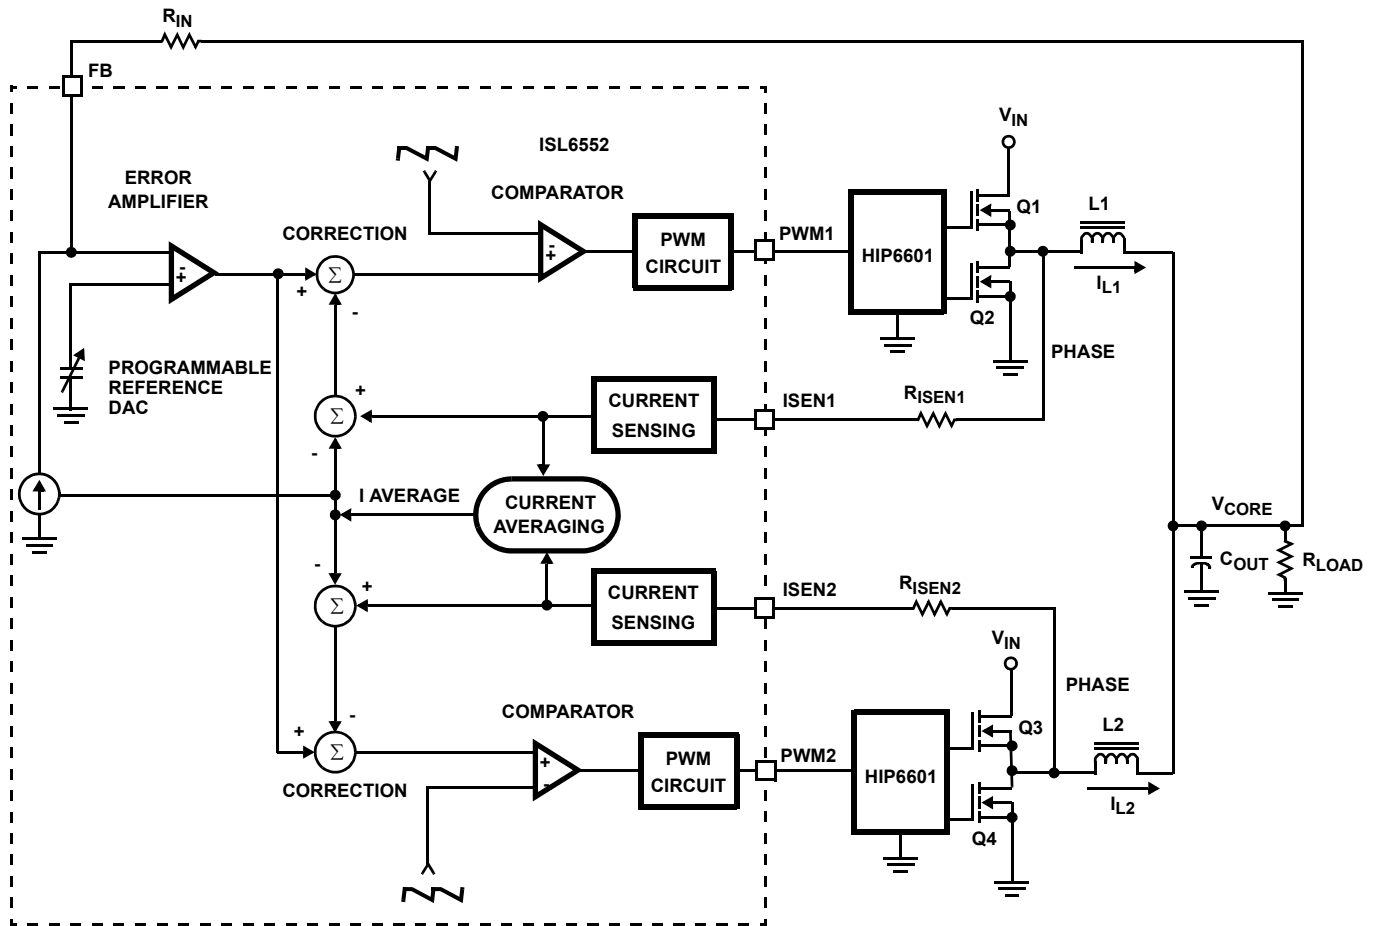 RIN
FB
ISL6552
VIN
ERROR
AMPLIFIER
COMPARATOR
Q1
L1
CORRECTION
PWM
CIRCUIT
PWM1
HIP6601
-
+
-
+
Σ
+
-
IL1
Q2
PHASE
PROGRAMMABLE
REFERENCE
DAC
+
Σ
-
CURRENT
SENSING
ISEN1
RISEN1
I AVERAGE
CURRENT
AVERAGING
VCORE
COUT
RLOAD
-
+
Σ
CURRENT
SENSING
ISEN2
RISEN2
VIN
PHASE
COMPARATOR
-
+
Σ
CORRECTION
+
-
PWM
CIRCUIT
PWM2
HIP6601
Q3
L2
IL2
Q4